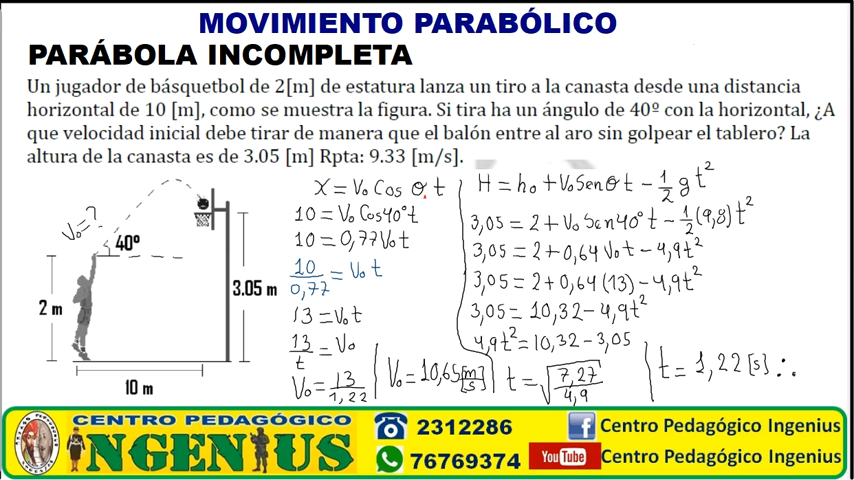 MOVIMIENTO PARABÓLICO
PARÁBOLA INCOMPLETA
Un jugador de básquetbol de 2[m] de estatura lanza un tiro a la canasta desde una distancia
horizontal de 10 [m], como se muestra la figura. Si tira ha un ángulo de 40º con la horizontal, ¿A
que velocidad inicial debe tirar de manera que el balón entre al aro sin golpear el tablero? La
altura de la canasta es de 3.05 [m] Rpta: 9.33 [m/s].
V₀=?
40º
2 m
3.05 m
10 m
X = V₀ Cos θ t
10 = V₀ Cos40° t
10 = 0,77V₀ t
10/0,77 = V₀ t
13 = V₀ t
13/t = V₀
V₀ = 13/1,22
V₀ = 10,65[m/s]
H = h₀ + V₀ Sen θ t − 1/2 g t²
3,05 = 2 + V₀ Sen40° t − 1/2 (9,8) t²
3,05 = 2 + 0,64 V₀ t − 4,9t²
3,05 = 2 + 0,64 (13) − 4,9t²
3,05 = 10,32 − 4,9t²
4,9t² = 10,32 − 3,05
t = √(7,27/4,9)
t = 1,22 [s] ∴
CENTRO PEDAGÓGICO
INGENIUS
2312286
76769374
Centro Pedagógico Ingenius
YouTube Centro Pedagógico Ingenius